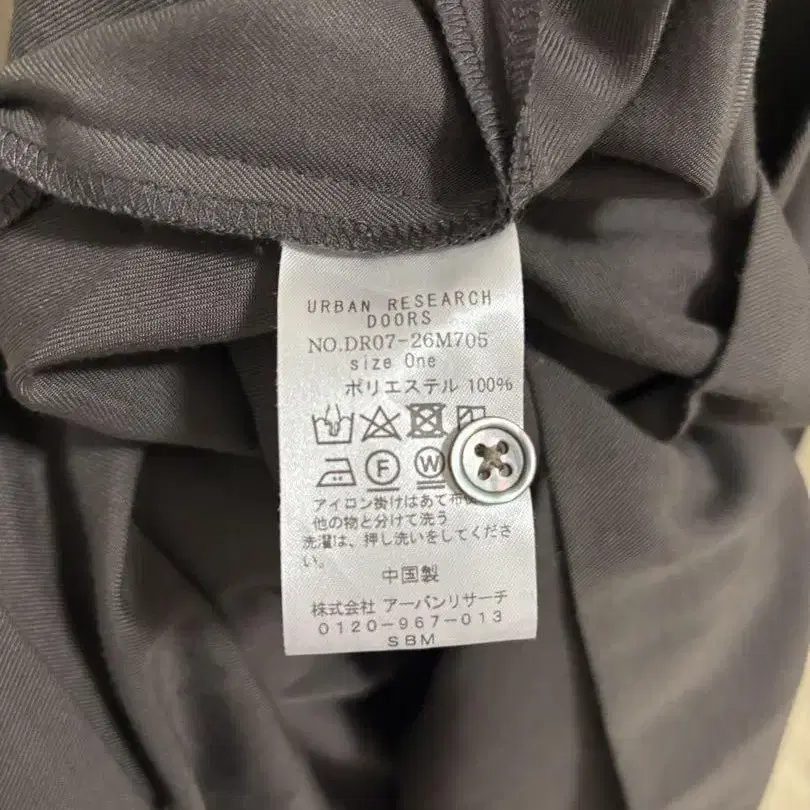 URBAN RESEARCH
DOORS
NO.DR07-26M705
size One
ポリエステル 100%
F W
アイロン掛けはあて布
他の物と分けて洗う
洗濯は、押し洗いをしてくださ
い。
中国製
株式会社 アーバンリサーチ
0120-967-013
SBM